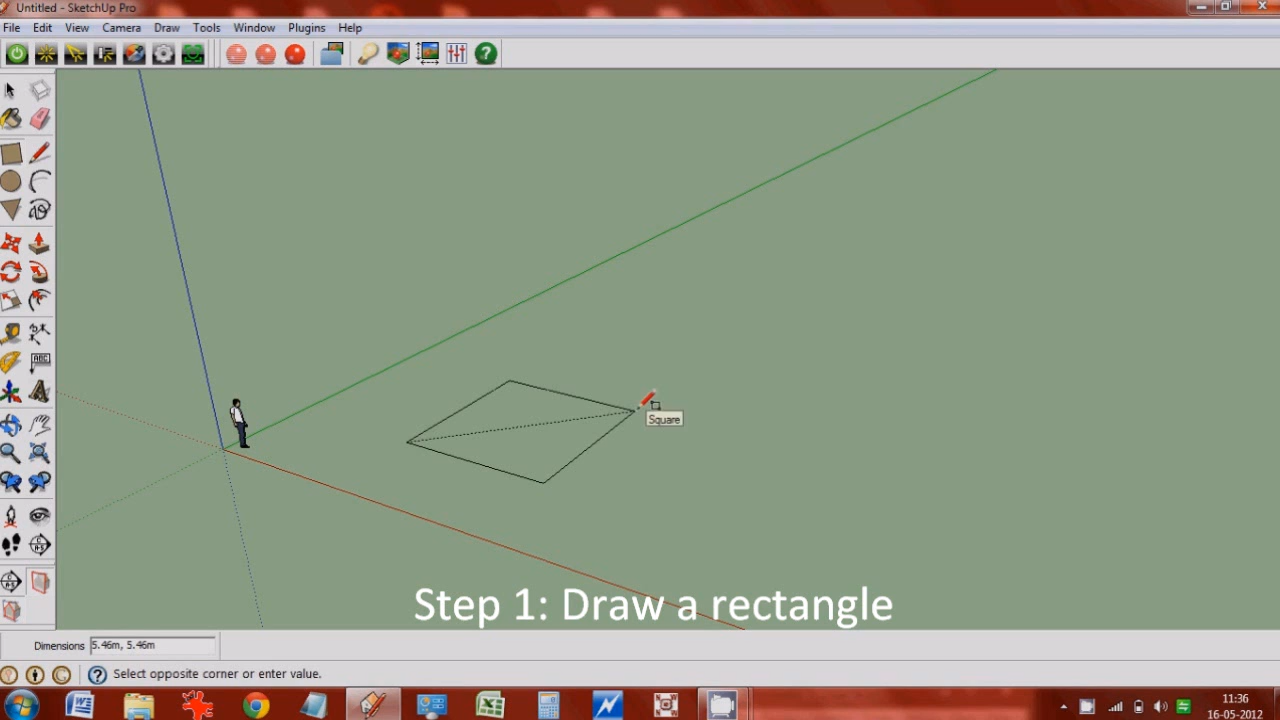 Untitled - SketchUp Pro
File Edit View Camera Draw Tools Window Plugins Help
Square
Step 1: Draw a rectangle
Dimensions 5.46m, 5.46m
Select opposite corner or enter value.
11:36
16-05-2012